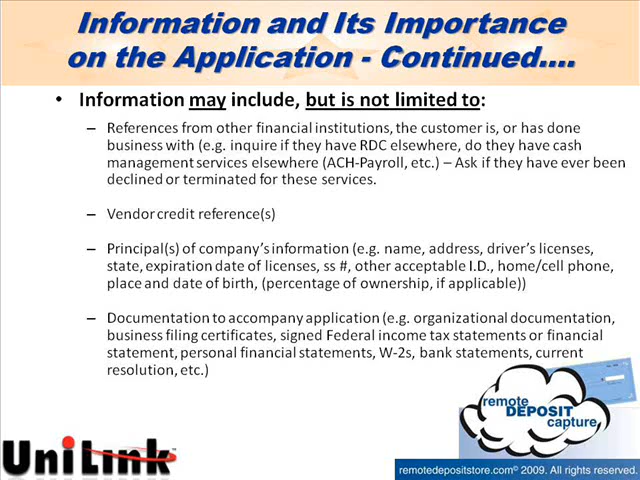 Information and Its Importance
on the Application - Continued....
• Information may include, but is not limited to:
– References from other financial institutions, the customer is, or has done
business with (e.g. inquire if they have RDC elsewhere, do they have cash
management services elsewhere (ACH-Payroll, etc.) – Ask if they have ever been
declined or terminated for these services.
– Vendor credit reference(s)
– Principal(s) of company's information (e.g. name, address, driver's licenses,
state, expiration date of licenses, ss #, other acceptable I.D., home/cell phone,
place and date of birth, (percentage of ownership, if applicable))
– Documentation to accompany application (e.g. organizational documentation,
business filing certificates, signed Federal income tax statements or financial
statement, personal financial statements, W-2s, bank statements, current
resolution, etc.)
remote
DEPOSIT
capture
UniLink
remotedepositstore.com© 2009. All rights reserved.